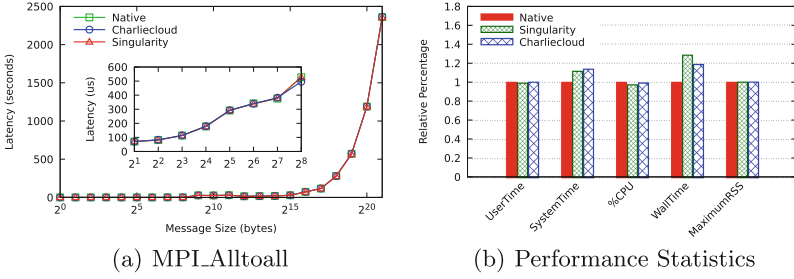 2500
2000
1500
1000
500
0
Latency (seconds)
Native
Charliecloud
Singularity
600
500
400
300
200
100
0
Latency (us)
2^1 2^2 2^3 2^4 2^5 2^6 2^7 2^8
2^0 2^5 2^10 2^15 2^20
Message Size (bytes)
(a) MPI_Alltoall
1.8
1.6
1.4
1.2
1
0.8
0.6
0.4
0.2
0
Relative Percentage
Native
Singularity
Charliecloud
UserTime
SystemTime
%CPU
WallTime
MaximumRSS
(b) Performance Statistics